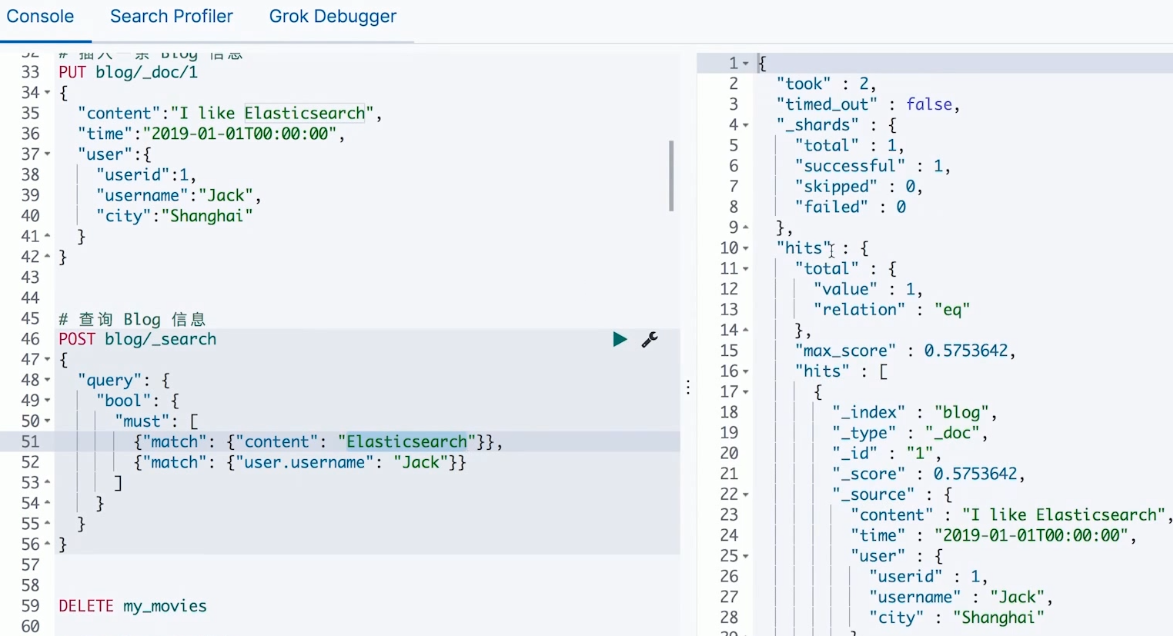 Console Search Profiler Grok Debugger
32 # 插入一条 Blog 信息
33 PUT blog/_doc/1
34 {
35 "content":"I like Elasticsearch",
36 "time":"2019-01-01T00:00:00",
37 "user":{
38 "userid":1,
39 "username":"Jack",
40 "city":"Shanghai"
41 }
42 }
43
44
45 # 查询 Blog 信息
46 POST blog/_search
47 {
48 "query": {
49 "bool": {
50 "must": [
51 {"match": {"content": "Elasticsearch"}},
52 {"match": {"user.username": "Jack"}}
53 ]
54 }
55 }
56 }
57
58
59 DELETE my_movies
60
1 {
2 "took" : 2,
3 "timed_out" : false,
4 "_shards" : {
5 "total" : 1,
6 "successful" : 1,
7 "skipped" : 0,
8 "failed" : 0
9 },
10 "hits" : {
11 "total" : {
12 "value" : 1,
13 "relation" : "eq"
14 },
15 "max_score" : 0.5753642,
16 "hits" : [
17 {
18 "_index" : "blog",
19 "_type" : "_doc",
20 "_id" : "1",
21 "_score" : 0.5753642,
22 "_source" : {
23 "content" : "I like Elasticsearch",
24 "time" : "2019-01-01T00:00:00",
25 "user" : {
26 "userid" : 1,
27 "username" : "Jack",
28 "city" : "Shanghai"
29 }